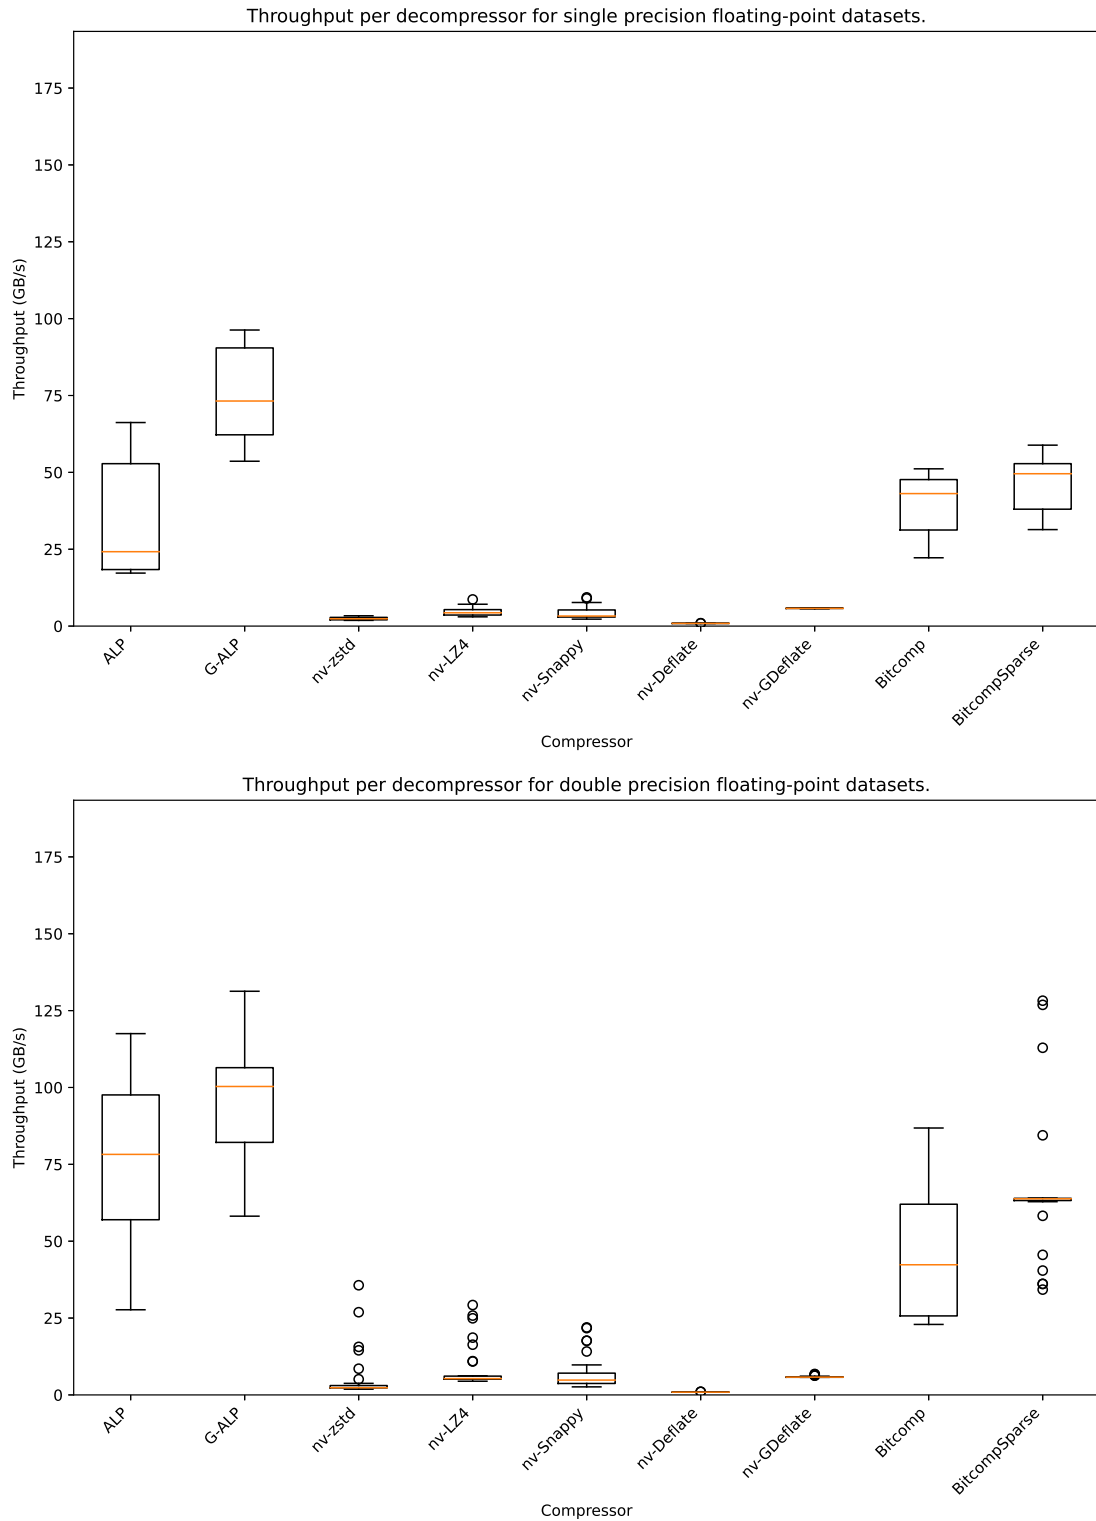 Throughput per decompressor for single precision floating-point datasets.
175
150
125
100
75
50
25
0
Throughput (GB/s)
ALP
G-ALP
nv-zstd
nv-LZ4
nv-Snappy
nv-Deflate
nv-GDeflate
Bitcomp
BitcompSparse
Compressor
Throughput per decompressor for double precision floating-point datasets.
175
150
125
100
75
50
25
0
Throughput (GB/s)
ALP
G-ALP
nv-zstd
nv-LZ4
nv-Snappy
nv-Deflate
nv-GDeflate
Bitcomp
BitcompSparse
Compressor